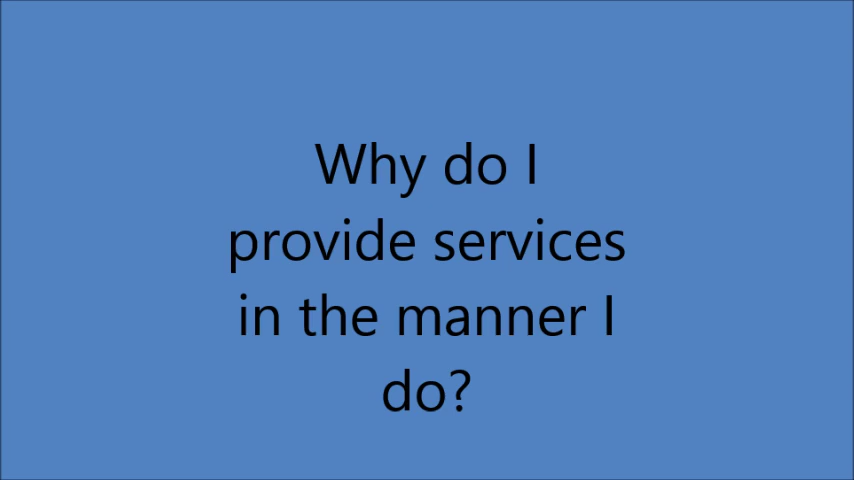 Why do I
provide services
in the manner I
do?